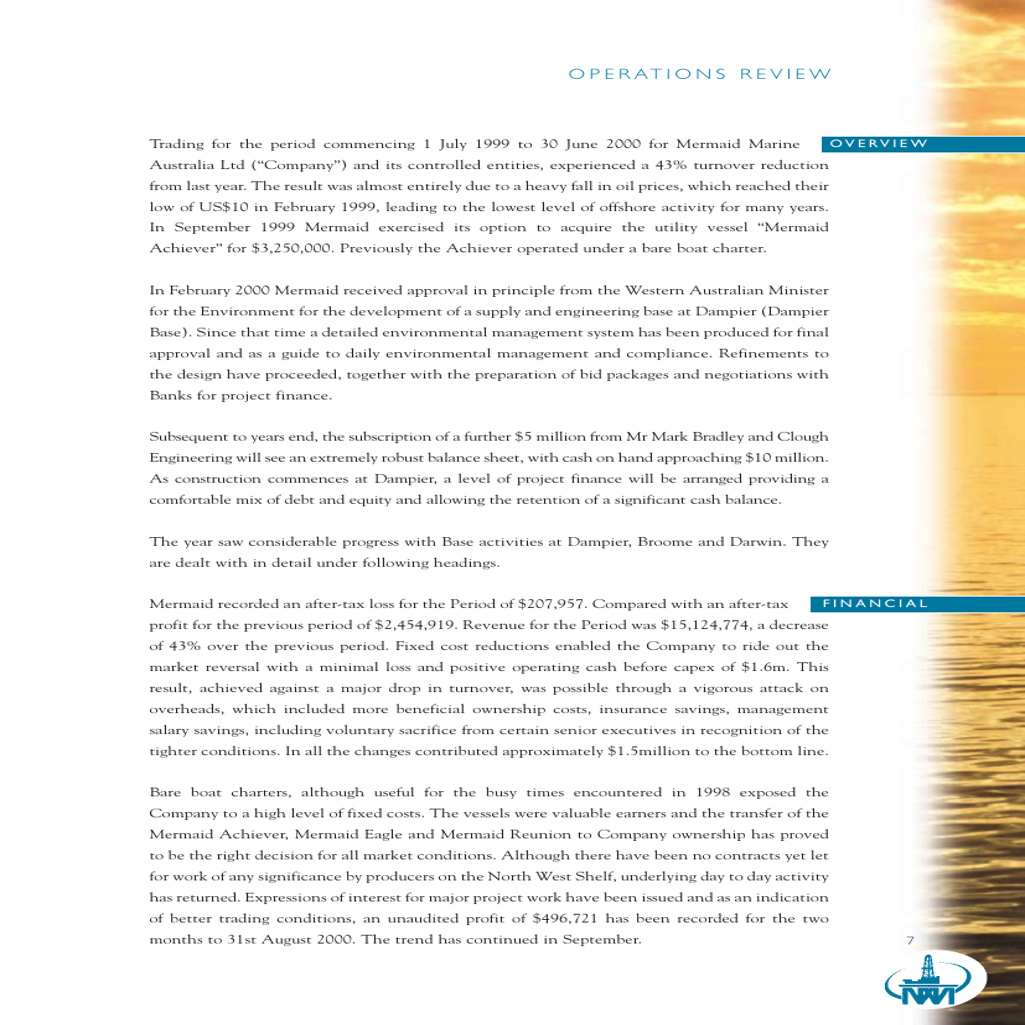 OPERATIONS REVIEW
OVERVIEW
Trading for the period commencing 1 July 1999 to 30 June 2000 for Mermaid Marine
Australia Ltd (“Company”) and its controlled entities, experienced a 43% turnover reduction
from last year. The result was almost entirely due to a heavy fall in oil prices, which reached their
low of US$10 in February 1999, leading to the lowest level of offshore activity for many years.
In September 1999 Mermaid exercised its option to acquire the utility vessel “Mermaid
Achiever” for $3,250,000. Previously the Achiever operated under a bare boat charter.
In February 2000 Mermaid received approval in principle from the Western Australian Minister
for the Environment for the development of a supply and engineering base at Dampier (Dampier
Base). Since that time a detailed environmental management system has been produced for final
approval and as a guide to daily environmental management and compliance. Refinements to
the design have proceeded, together with the preparation of bid packages and negotiations with
Banks for project finance.
Subsequent to years end, the subscription of a further $5 million from Mr Mark Bradley and Clough
Engineering will see an extremely robust balance sheet, with cash on hand approaching $10 million.
As construction commences at Dampier, a level of project finance will be arranged providing a
comfortable mix of debt and equity and allowing the retention of a significant cash balance.
The year saw considerable progress with Base activities at Dampier, Broome and Darwin. They
are dealt with in detail under following headings.
FINANCIAL
Mermaid recorded an after-tax loss for the Period of $207,957. Compared with an after-tax
profit for the previous period of $2,454,919. Revenue for the Period was $15,124,774, a decrease
of 43% over the previous period. Fixed cost reductions enabled the Company to ride out the
market reversal with a minimal loss and positive operating cash before capex of $1.6m. This
result, achieved against a major drop in turnover, was possible through a vigorous attack on
overheads, which included more beneficial ownership costs, insurance savings, management
salary savings, including voluntary sacrifice from certain senior executives in recognition of the
tighter conditions. In all the changes contributed approximately $1.5million to the bottom line.
Bare boat charters, although useful for the busy times encountered in 1998 exposed the
Company to a high level of fixed costs. The vessels were valuable earners and the transfer of the
Mermaid Achiever, Mermaid Eagle and Mermaid Reunion to Company ownership has proved
to be the right decision for all market conditions. Although there have been no contracts yet let
for work of any significance by producers on the North West Shelf, underlying day to day activity
has returned. Expressions of interest for major project work have been issued and as an indication
of better trading conditions, an unaudited profit of $496,721 has been recorded for the two
months to 31st August 2000. The trend has continued in September.
7